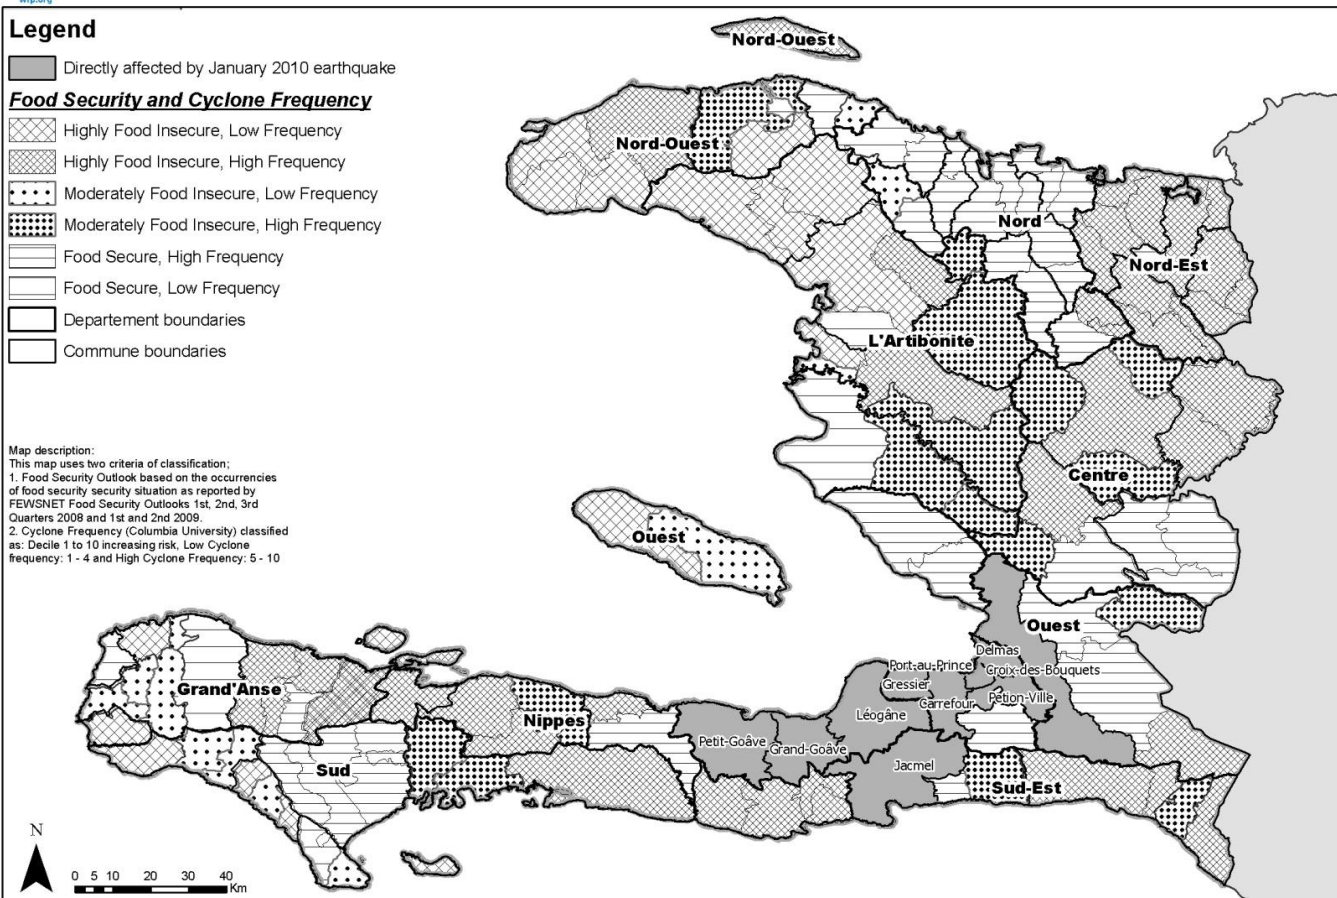 wfp.org
Legend
Directly affected by January 2010 earthquake
Food Security and Cyclone Frequency
Highly Food Insecure, Low Frequency
Highly Food Insecure, High Frequency
Moderately Food Insecure, Low Frequency
Moderately Food Insecure, High Frequency
Food Secure, High Frequency
Food Secure, Low Frequency
Departement boundaries
Commune boundaries
Map description:
This map uses two criteria of classification;
1. Food Security Outlook based on the occurrencies
of food security security situation as reported by
FEWSNET Food Security Outlooks 1st, 2nd, 3rd
Quarters 2008 and 1st and 2nd 2009.
2. Cyclone Frequency (Columbia University) classified
as: Decile 1 to 10 increasing risk, Low Cyclone
frequency: 1 - 4 and High Cyclone Frequency: 5 - 10
Nord-Ouest
Nord-Ouest
Nord
Nord-Est
L'Artibonite
Centre
Ouest
Ouest
Delmas
Port-au-Prince
Croix-des-Bouquets
Gressier
Pétion-Ville
Carrefour
Léogâne
Grand'Anse
Nippes
Petit-Goâve
Grand-Goâve
Jacmel
Sud
Sud-Est
N
0 5 10 20 30 40
Km